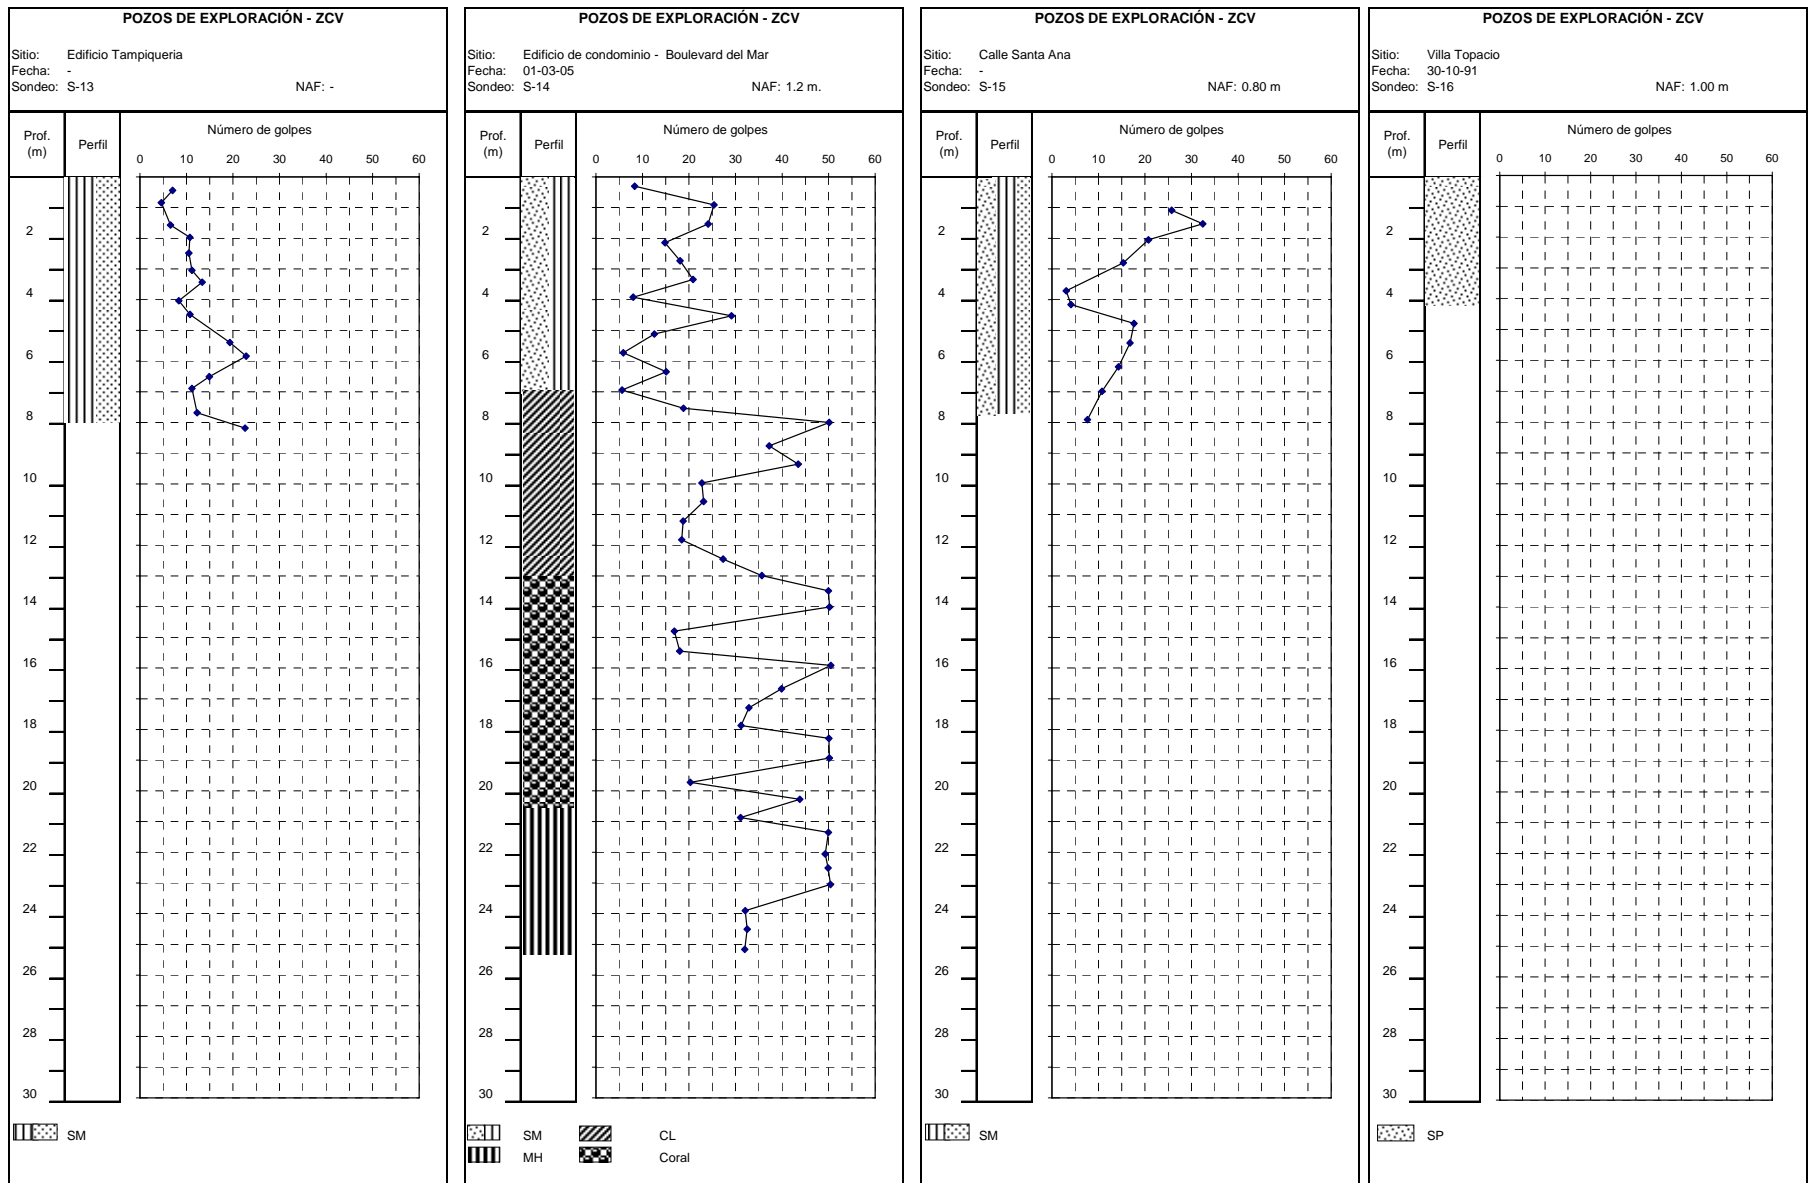 POZOS DE EXPLORACIÓN - ZCV
Sitio: Edificio Tampiqueria
Fecha: -
Sondeo: S-13 NAF: -
Prof. (m)
Perfil
Número de golpes
0 10 20 30 40 50 60
2
4
6
8
10
12
14
16
18
20
22
24
26
28
30
SM
POZOS DE EXPLORACIÓN - ZCV
Sitio: Edificio de condominio - Boulevard del Mar
Fecha: 01-03-05
Sondeo: S-14 NAF: 1.2 m.
Prof. (m)
Perfil
Número de golpes
0 10 20 30 40 50 60
2
4
6
8
10
12
14
16
18
20
22
24
26
28
30
SM CL
MH Coral
POZOS DE EXPLORACIÓN - ZCV
Sitio: Calle Santa Ana
Fecha: -
Sondeo: S-15 NAF: 0.80 m
Prof. (m)
Perfil
Número de golpes
0 10 20 30 40 50 60
2
4
6
8
10
12
14
16
18
20
22
24
26
28
30
SM
POZOS DE EXPLORACIÓN - ZCV
Sitio: Villa Topacio
Fecha: 30-10-91
Sondeo: S-16 NAF: 1.00 m
Prof. (m)
Perfil
Número de golpes
0 10 20 30 40 50 60
2
4
6
8
10
12
14
16
18
20
22
24
26
28
30
SP